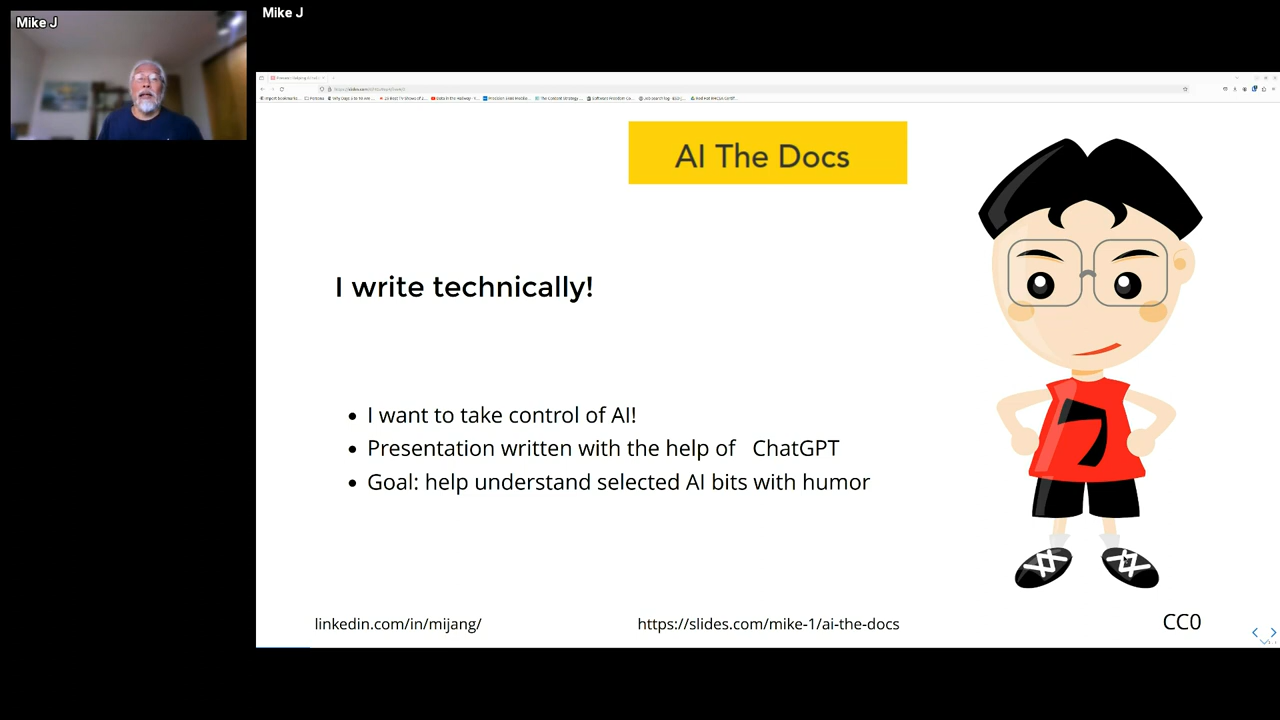 Mike J
Mike J
AI The Docs
I write technically!
I want to take control of AI!
Presentation written with the help of ChatGPT
Goal: help understand selected AI bits with humor
linkedin.com/in/mijang/
https://slides.com/mike-1/ai-the-docs
CC0